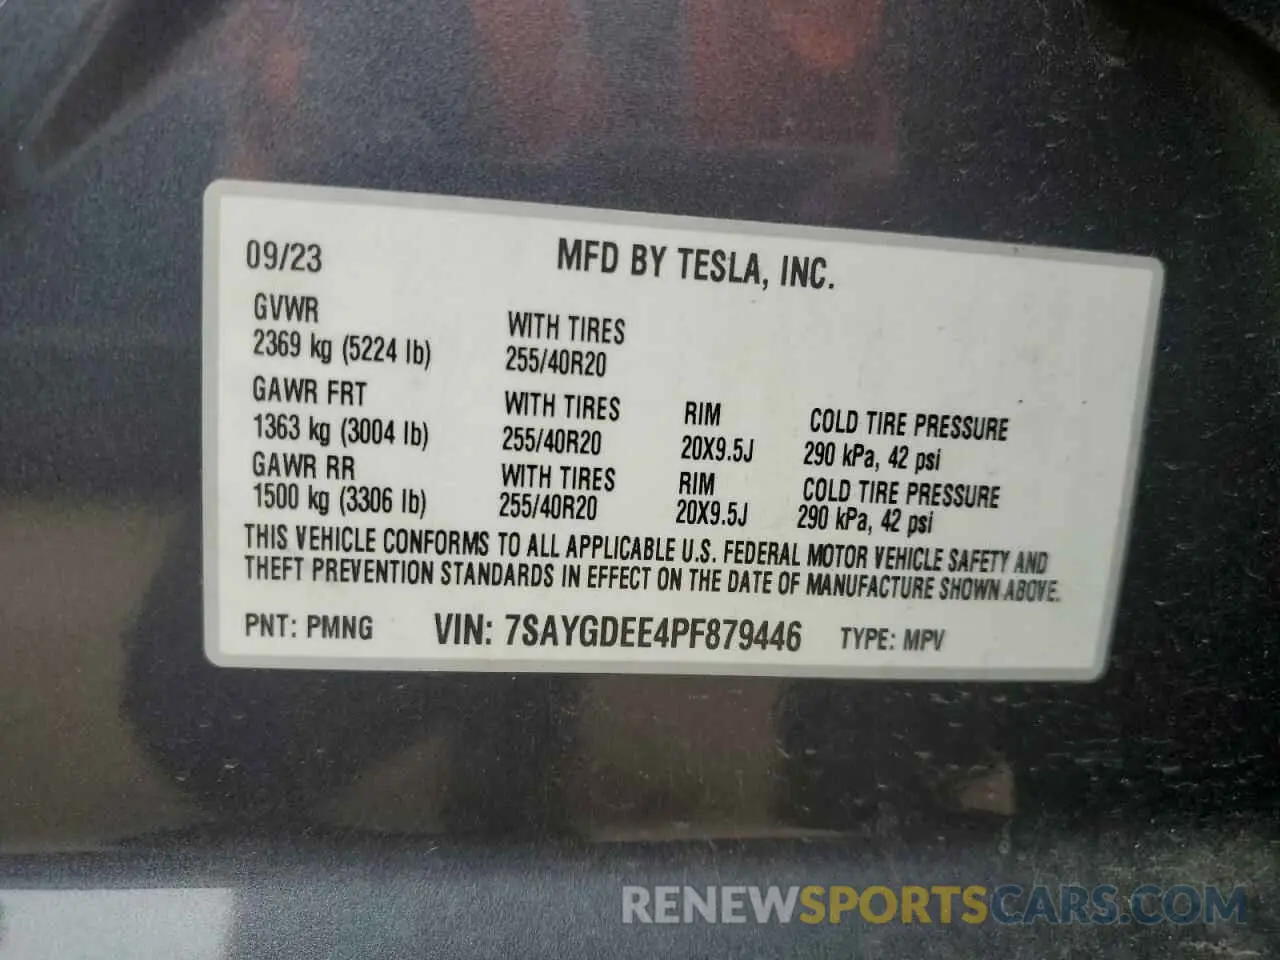 09/23 MFD BY TESLA, INC.
GVWR WITH TIRES
2369 kg (5224 lb) 255/40R20
GAWR FRT WITH TIRES RIM COLD TIRE PRESSURE
1363 kg (3004 lb) 255/40R20 20X9.5J 290 kPa, 42 psi
GAWR RR WITH TIRES RIM COLD TIRE PRESSURE
1500 kg (3306 lb) 255/40R20 20X9.5J 290 kPa, 42 psi
THIS VEHICLE CONFORMS TO ALL APPLICABLE U.S. FEDERAL MOTOR VEHICLE SAFETY AND
THEFT PREVENTION STANDARDS IN EFFECT ON THE DATE OF MANUFACTURE SHOWN ABOVE.
PNT: PMNG VIN: 7SAYGDEE4PF879446 TYPE: MPV
RENEWSPORTSCARS.COM